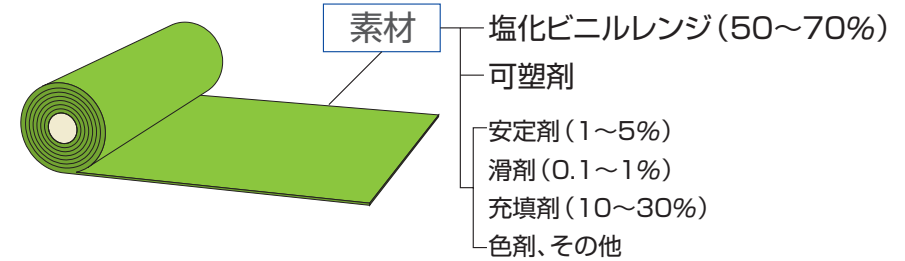 素材
塩化ビニルレンジ（50～70%）
可塑剤
安定剤（1～5%）
滑剤（0.1～1%）
充填剤（10～30%）
色剤、その他